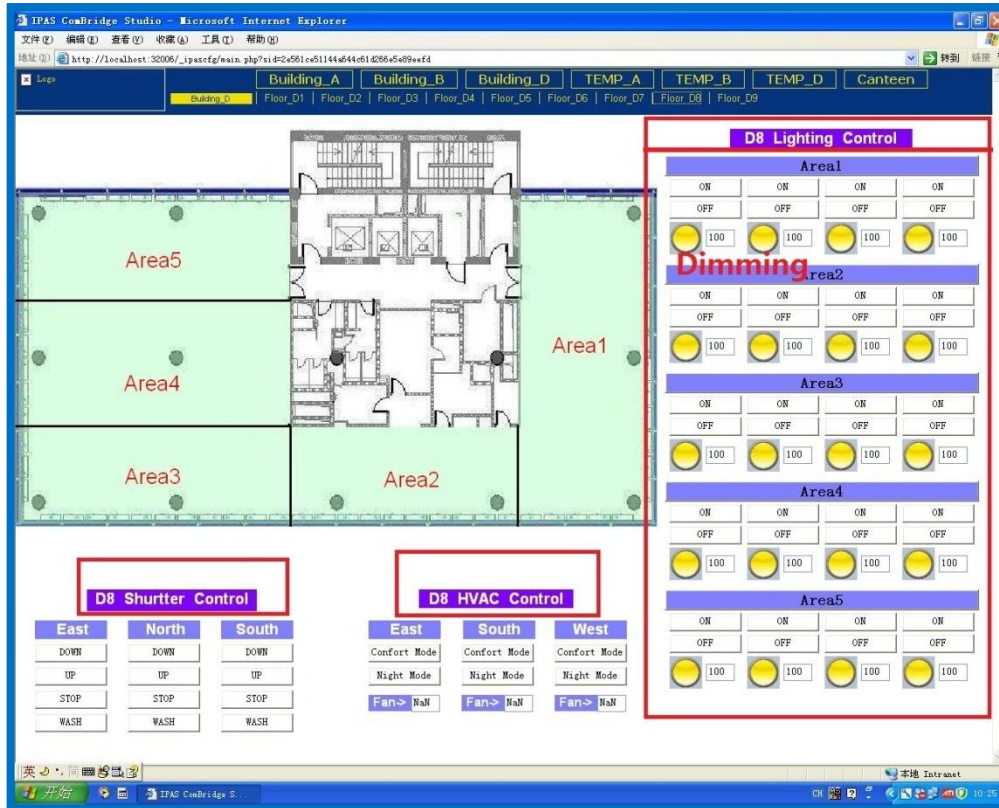 IPAS ComBridge Studio - Microsoft Internet Explorer
文件(F) 编辑(E) 查看(V) 收藏(A) 工具(T) 帮助(H)
地址(D) http://localhost:32006/_ipascfg/main.php?sid=2e561ce51144a644c61d266e5e89eefd 转到 链接
Logo Building_A Building_B Building_D TEMP_A TEMP_B TEMP_D Canteen
Building_D Floor_D1 Floor_D2 Floor_D3 Floor_D4 Floor_D5 Floor_D6 Floor_D7 Floor_D8 Floor_D9
Area5
Area4
Area3
Area2
Area1
D8 Lighting Control
Area1
ON ON ON ON
OFF OFF OFF OFF
100 100 100 100
Dimming
Area2
ON ON ON ON
OFF OFF OFF OFF
100 100 100 100
Area3
ON ON ON ON
OFF OFF OFF OFF
100 100 100 100
Area4
ON ON ON ON
OFF OFF OFF OFF
100 100 100 100
Area5
ON ON ON ON
OFF OFF OFF OFF
100 100 100 100
D8 Shurtter Control
East North South
DOWN DOWN DOWN
UP UP UP
STOP STOP STOP
WASH WASH WASH
D8 HVAC Control
East South West
Confort Mode Confort Mode Confort Mode
Night Mode Night Mode Night Mode
Fan-> NaN Fan-> NaN Fan-> NaN
英 简
本地 Intranet
开始 IPAS ComBridge S... CH 10:25